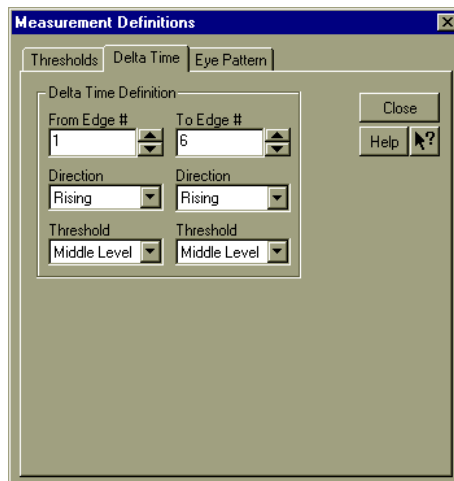 Measurement Definitions
Thresholds Delta Time Eye Pattern
Delta Time Definition
From Edge # To Edge #
1 6
Direction Direction
Rising Rising
Threshold Threshold
Middle Level Middle Level
Close
Help ?